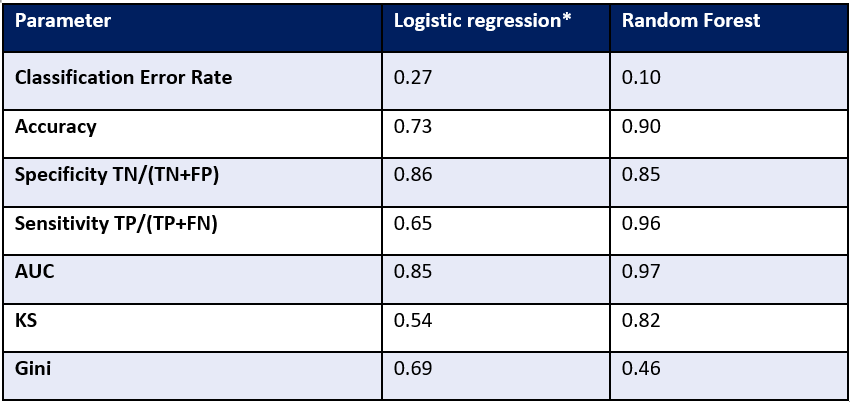 Parameter Logistic regression* Random Forest
Classification Error Rate 0.27 0.10
Accuracy 0.73 0.90
Specificity TN/(TN+FP) 0.86 0.85
Sensitivity TP/(TP+FN) 0.65 0.96
AUC 0.85 0.97
KS 0.54 0.82
Gini 0.69 0.46